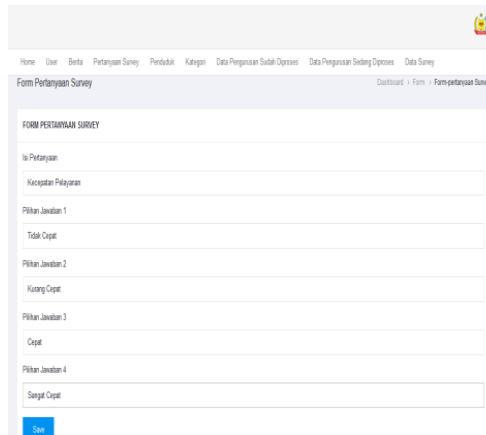 Home User Berita Pertanyaan Survey Penduduk Kategori Data Pengurusan Sudah Diproses Data Pengurusan Sedang Diproses Data Survey
Form Pertanyaan Survey Dashboard > Form > Form-pertanyaan Surve
FORM PERTANYAAN SURVEY
Isi Pertanyaan
Kecepatan Pelayanan
Pilihan Jawaban 1
Tidak Cepat
Pilihan Jawaban 2
Kurang Cepat
Pilihan Jawaban 3
Cepat
Pilihan Jawaban 4
Sangat Cepat
Save